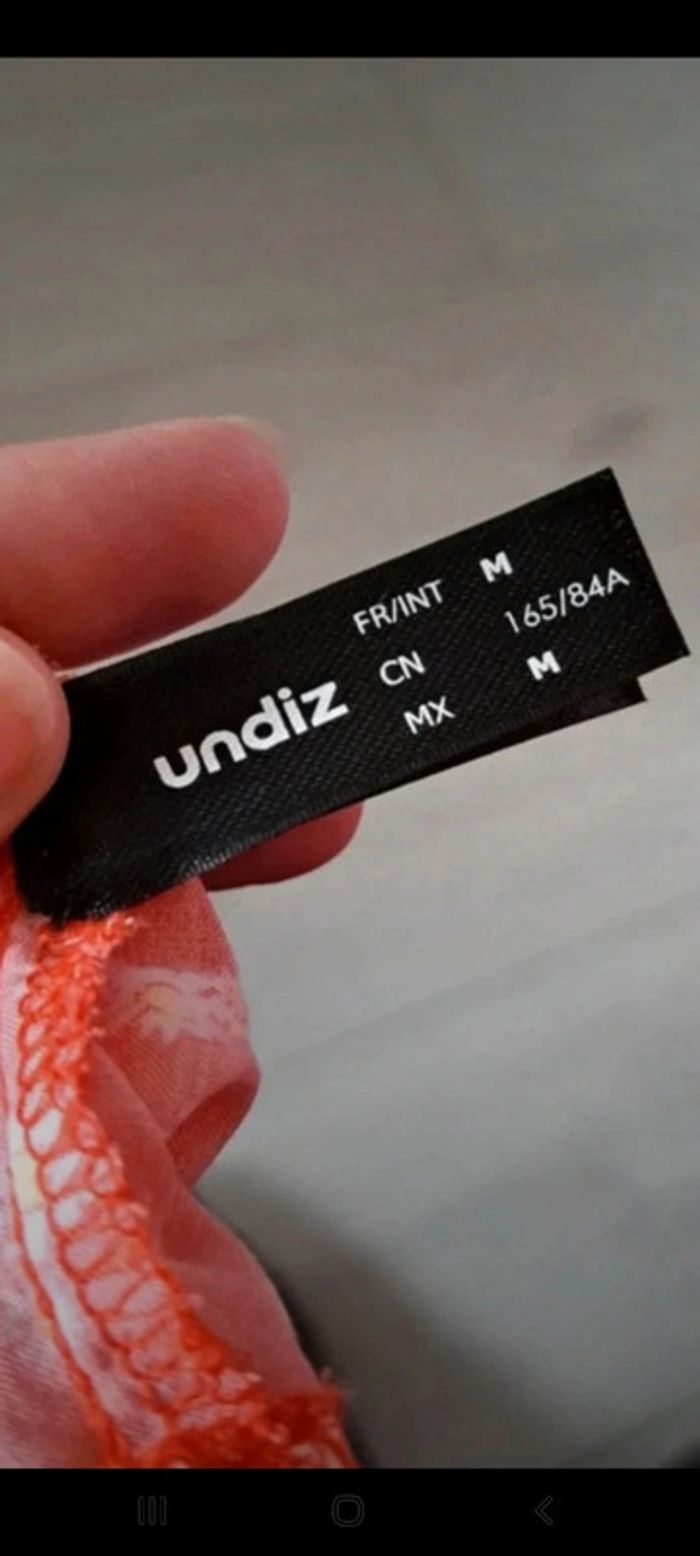 undiz
FR/INT M
CN 165/84A
MX M